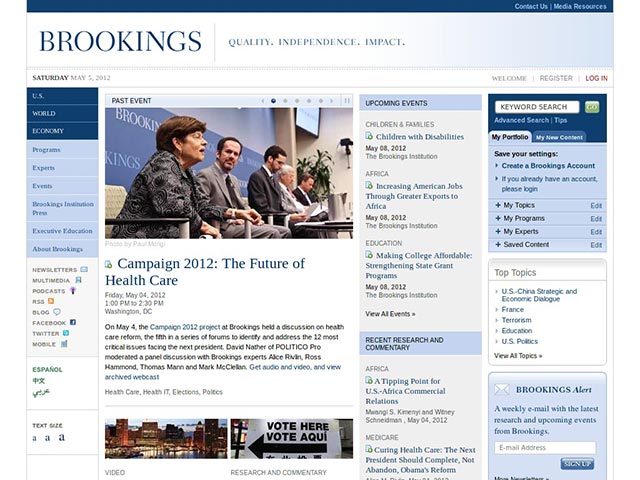 Contact Us | Media Resources
BROOKINGS
QUALITY. INDEPENDENCE. IMPACT.
SATURDAY MAY 5, 2012
WELCOME | REGISTER | LOG IN
U.S.
WORLD
ECONOMY
Programs
Experts
Events
Brookings Institution
Press
Executive Education
About Brookings
NEWSLETTERS
MULTIMEDIA
PODCASTS
RSS
BLOG
FACEBOOK
TWITTER
MOBILE
ESPAÑOL
中文
عربي
TEXT SIZE
a a a
PAST EVENT
BROOKINGS
Photo by Paul Morigi
Campaign 2012: The Future of
Health Care
Friday, May 04, 2012
1:00 PM to 2:30 PM
Washington, DC
On May 4, the Campaign 2012 project at Brookings held a discussion on health
care reform, the fifth in a series of forums to identify and address the 12 most
critical issues facing the next president. David Nather of POLITICO Pro
moderated a panel discussion with Brookings experts Alice Rivlin, Ross
Hammond, Thomas Mann and Mark McClellan. Get audio and video, and view
archived webcast
Health Care, Health IT, Elections, Politics
VOTE HERE
VOTE AQUÍ
VIDEO
RESEARCH AND COMMENTARY
UPCOMING EVENTS
CHILDREN & FAMILIES
Children with Disabilities
May 08, 2012
The Brookings Institution
AFRICA
Increasing American Jobs
Through Greater Exports to
Africa
May 08, 2012
The Brookings Institution
EDUCATION
Making College Affordable:
Strengthening State Grant
Programs
May 08, 2012
The Brookings Institution
View All Events »
RECENT RESEARCH AND
COMMENTARY
AFRICA
A Tipping Point for
U.S.-Africa Commercial
Relations
Mwangi S. Kimenyi and Witney
Schneidman , May 04, 2012
MEDICARE
Curing Health Care: The Next
President Should Complete, Not
Abandon, Obama's Reform
KEYWORD SEARCH
GO
Advanced Search | Tips
My Portfolio
My New Content
Save your settings:
Create a Brookings Account
If you already have an account,
please login
My Topics Edit
My Programs Edit
My Experts Edit
Saved Content Edit
Top Topics
U.S.-China Strategic and
Economic Dialogue
France
Terrorism
Education
U.S. Politics
View All Topics »
BROOKINGS Alert
A weekly e-mail with the latest
research and upcoming events
from Brookings.
E-mail Address
SIGN UP